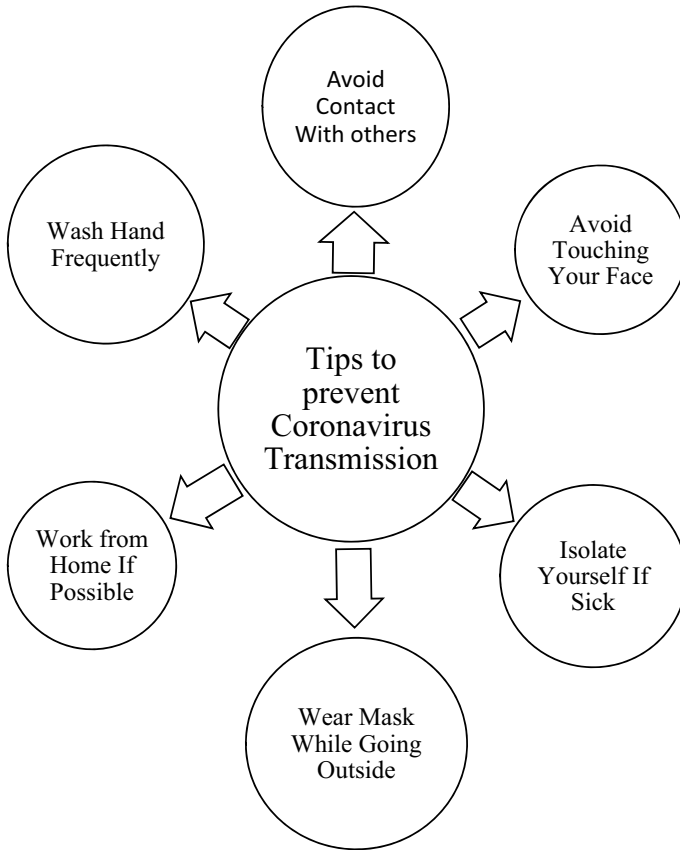 Avoid
Contact
With others
Wash Hand
Frequently
Avoid
Touching
Your Face
Tips to
prevent
Coronavirus
Transmission
Work from
Home If
Possible
Isolate
Yourself If
Sick
Wear Mask
While Going
Outside